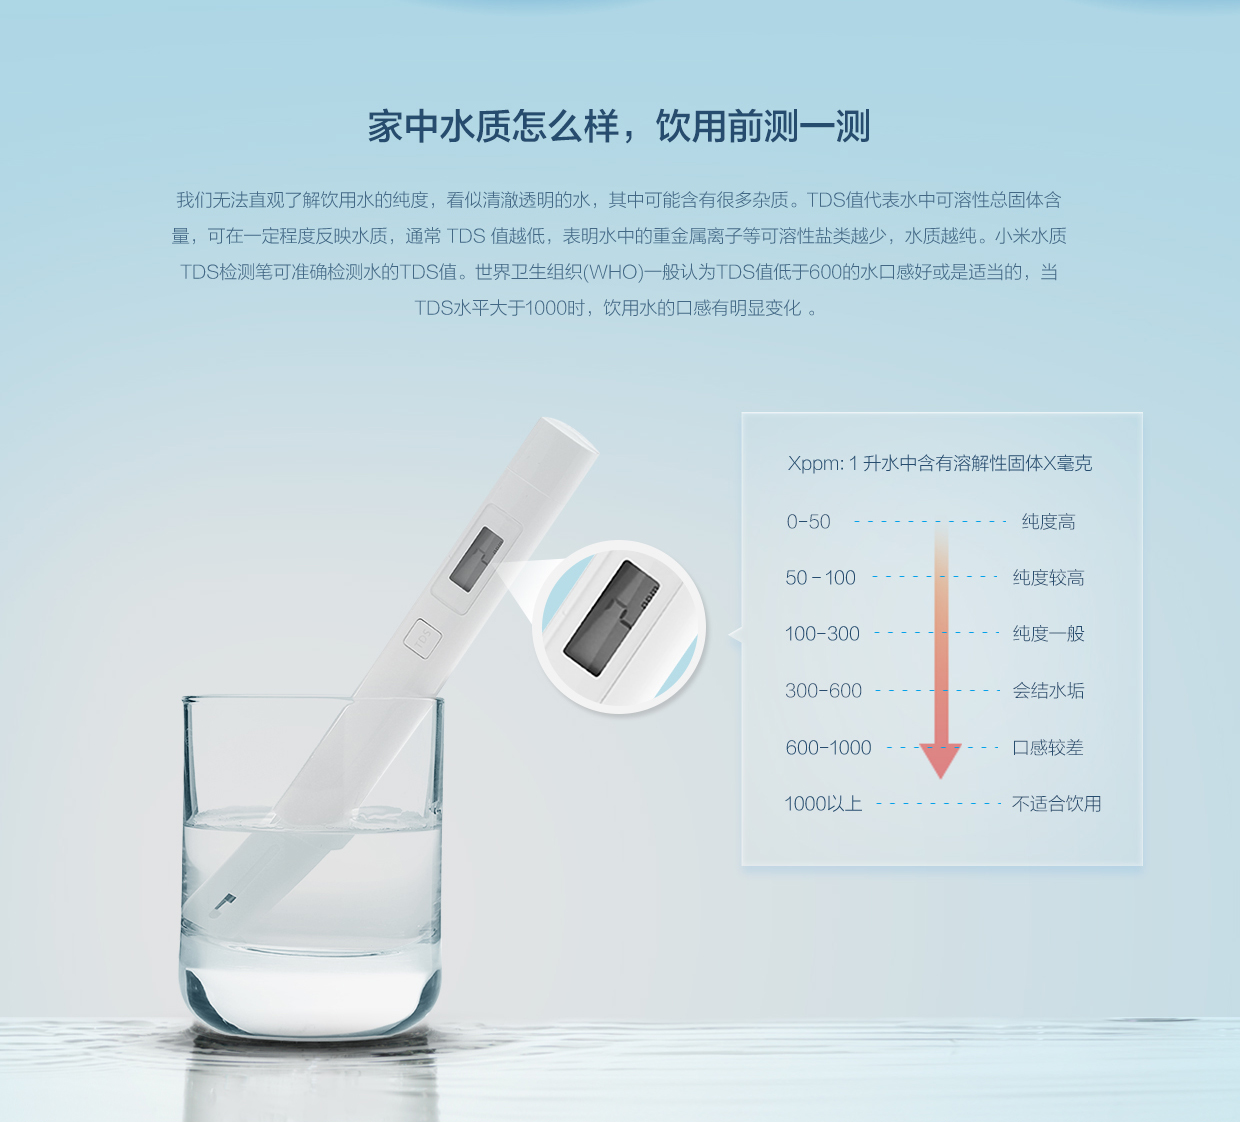 家中水质怎么样，饮用前测一测
我们无法直观了解饮用水的纯度，看似清澈透明的水，其中可能含有很多杂质。TDS值代表水中可溶性总固体含
量，可在一定程度反映水质，通常 TDS 值越低，表明水中的重金属离子等可溶性盐类越少，水质越纯。小米水质
TDS检测笔可准确检测水的TDS值。世界卫生组织(WHO)一般认为TDS值低于600的水口感好或是适当的，当
TDS水平大于1000时，饮用水的口感有明显变化 。
Xppm: 1 升水中含有溶解性固体X毫克
0-50 纯度高
50-100 纯度较高
100-300 纯度一般
300-600 会结水垢
600-1000 口感较差
1000以上 不适合饮用
TDS
ppm